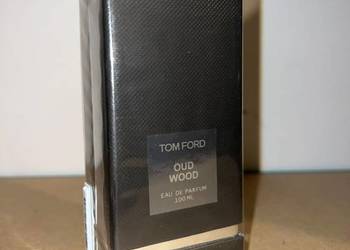 TOM FORD
OUD
WOOD
EAU DE PARFUM
100 ML